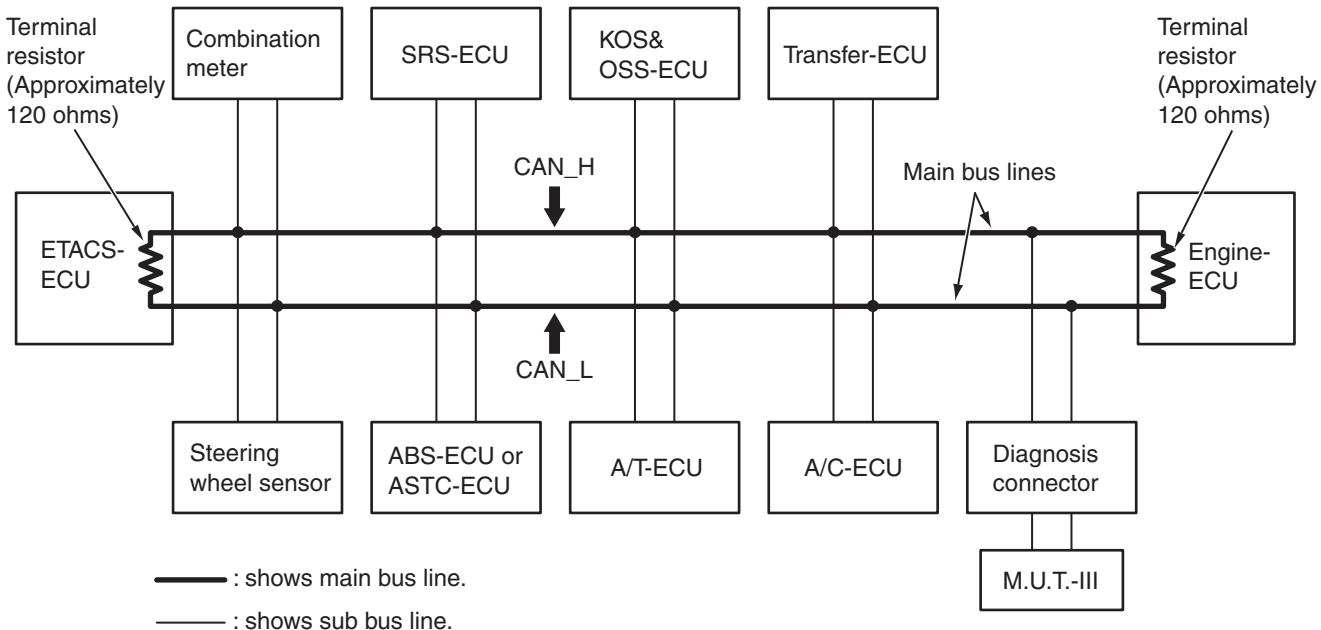 Terminal
resistor
(Approximately
120 ohms)
Combination
meter
SRS-ECU
KOS&
OSS-ECU
Transfer-ECU
Terminal
resistor
(Approximately
120 ohms)
CAN_H
Main bus lines
ETACS-
ECU
Engine-
ECU
CAN_L
Steering
wheel sensor
ABS-ECU or
ASTC-ECU
A/T-ECU
A/C-ECU
Diagnosis
connector
M.U.T.-III
: shows main bus line.
: shows sub bus line.